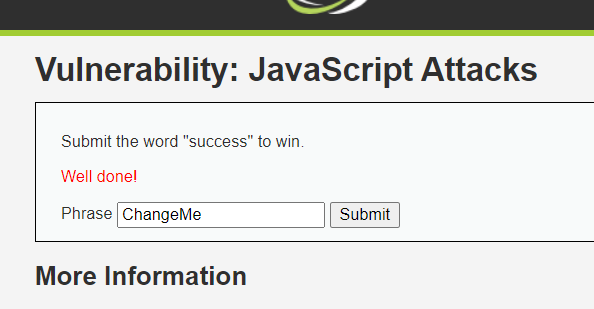 Vulnerability: JavaScript Attacks
Submit the word "success" to win.
Well done!
Phrase ChangeMe Submit
More Information